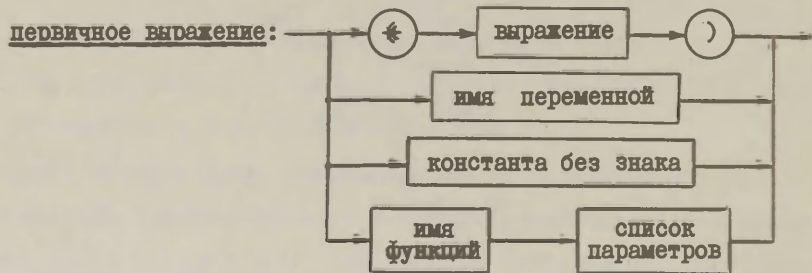 первичное выражение:
( выражение )
имя переменной
константа без знака
имя список
функций параметров